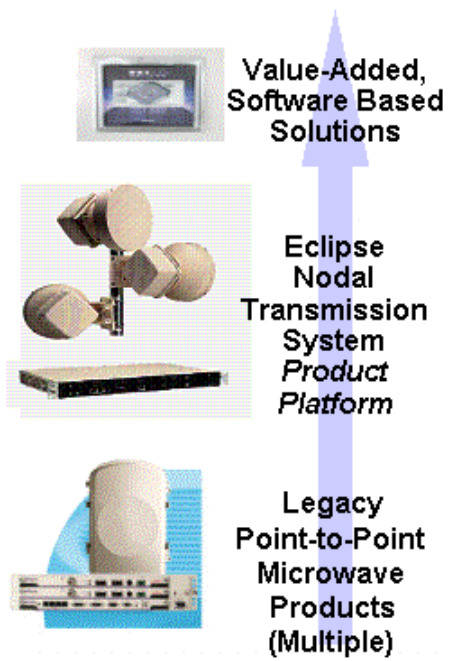 Value-Added,
Software Based
Solutions
Eclipse
Nodal
Transmission
System
Product
Platform
Legacy
Point-to-Point
Microwave
Products
(Multiple)